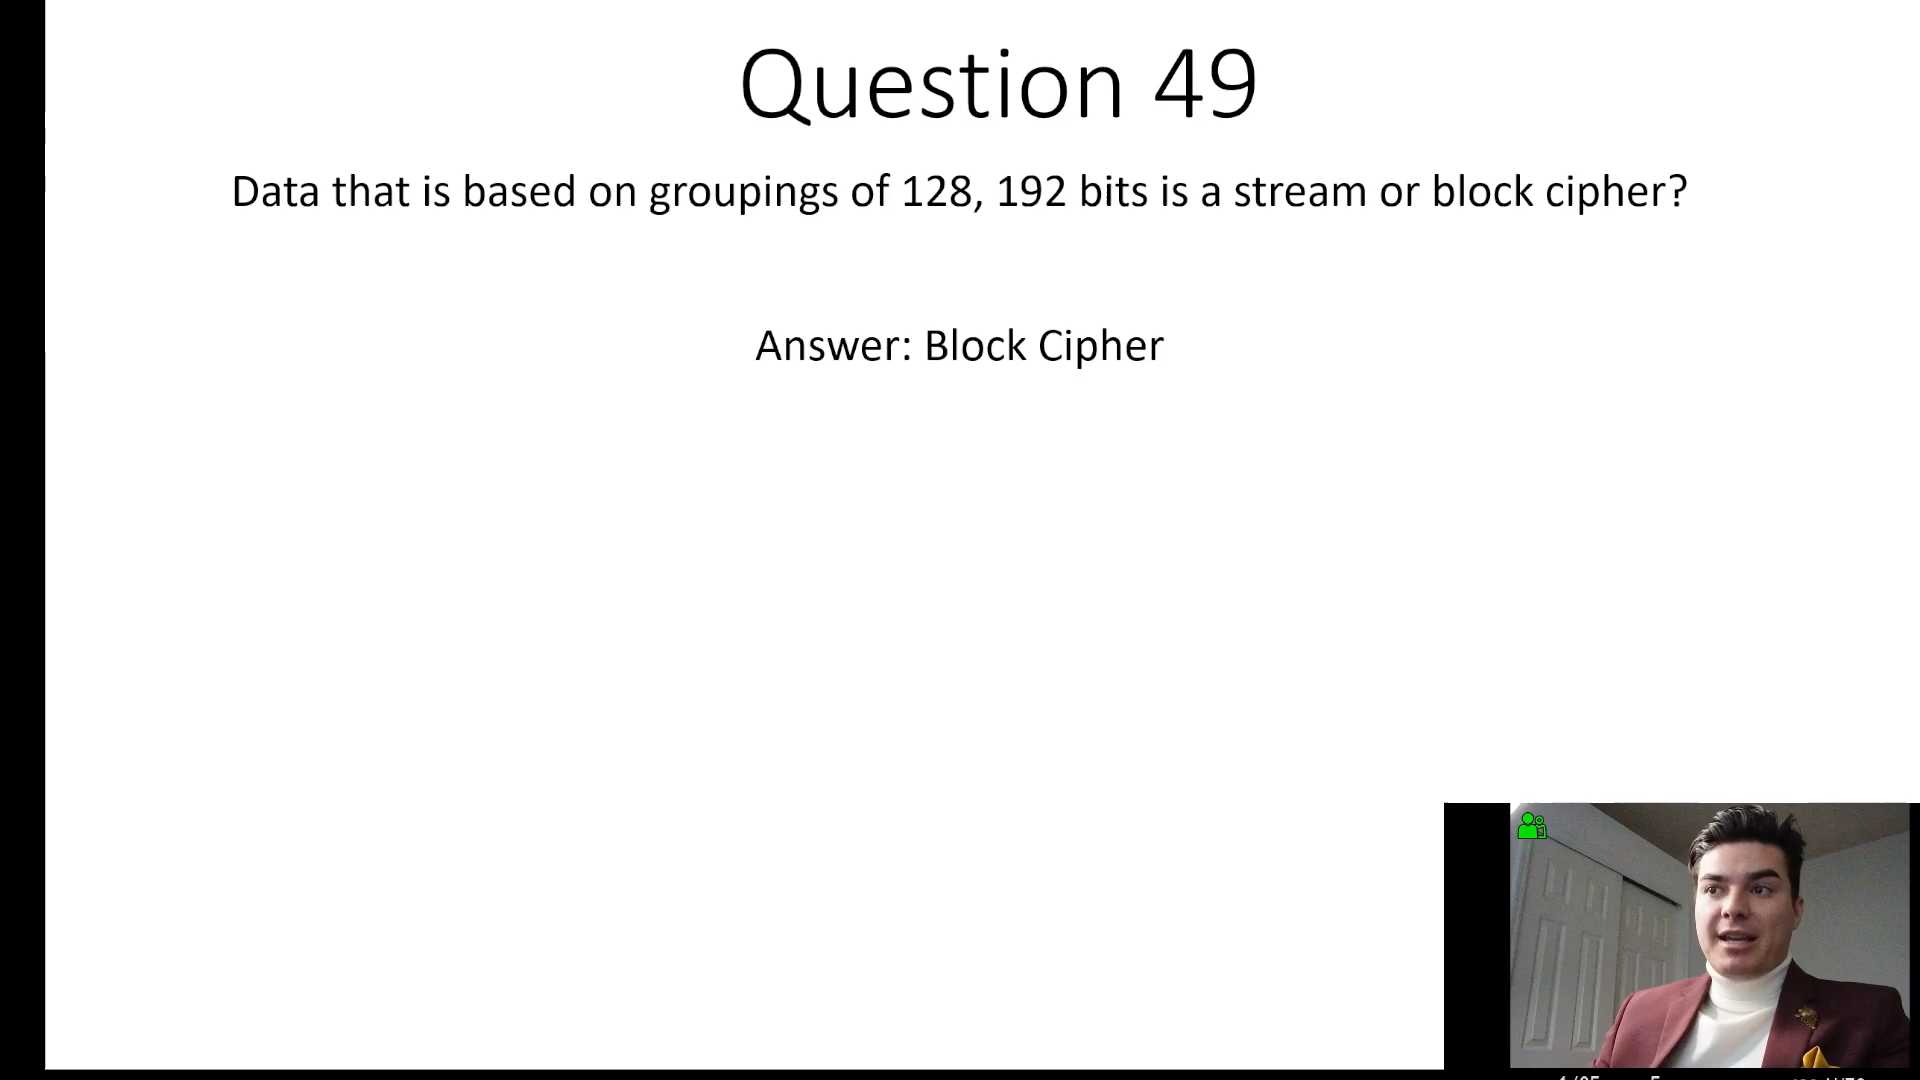 Question 49
Data that is based on groupings of 128, 192 bits is a stream or block cipher?
Answer: Block Cipher